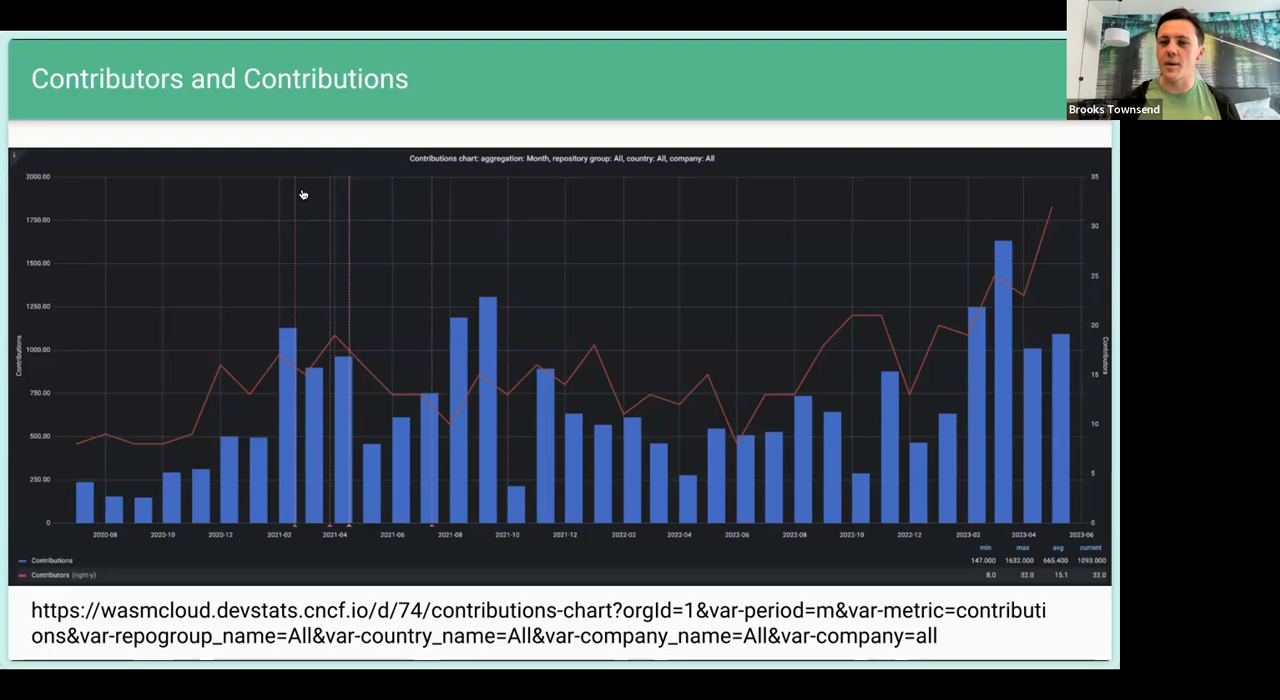 Contributors and Contributions
Brooks Townsend
Contributions chart: aggregation: Month, repository group: All, country: All, company: All
2000.00
1750.00
1500.00
1250.00
1000.00
750.00
500.00
250.00
0
Contributions
35
30
25
20
15
10
5
0
Contributors
2020-08 2020-10 2020-12 2021-02 2021-04 2021-06 2021-08 2021-10 2021-12 2022-02 2022-04 2022-06 2022-08 2022-10 2022-12 2023-02 2023-04 2023-06
min max avg current
Contributions 147.000 1632.000 665.400 1093.000
Contributors (right-y) 8.0 32.0 15.1 32.0
https://wasmcloud.devstats.cncf.io/d/74/contributions-chart?orgId=1&var-period=m&var-metric=contributi
ons&var-repogroup_name=All&var-country_name=All&var-company_name=All&var-company=all